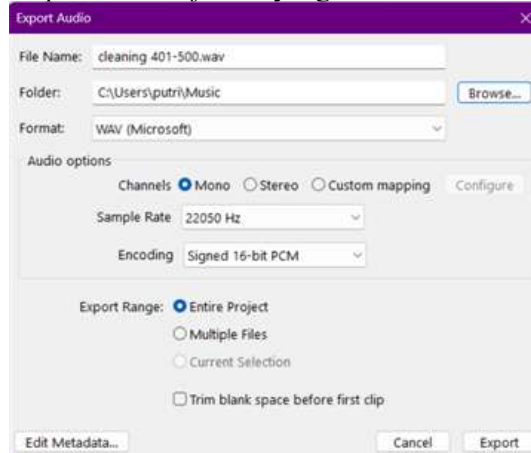 Export Audio
File Name: cleaning 401-500.wav
Folder: C:\Users\putri\Music Browse...
Format: WAV (Microsoft)
Audio options
Channels Mono Stereo Custom mapping Configure
Sample Rate 22050 Hz
Encoding Signed 16-bit PCM
Export Range: Entire Project
Multiple Files
Current Selection
Trim blank space before first clip
Edit Metadata... Cancel Export